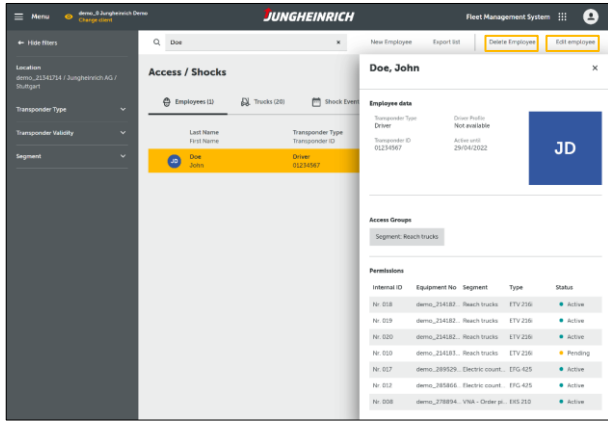 Menu
demo_0 Jungheinrich Demo
Change client
JUNGHEINRICH
Fleet Management System
Hide filters
Doe
New Employee
Export list
Delete Employee
Edit employee
Location
demo_21341714 / Jungheinrich AG /
Stuttgart
Transponder Type
Transponder Validity
Segment
Access / Shocks
Employees (1)
Trucks (20)
Shock Event
Last Name
First Name
Transponder Type
Transponder ID
JD
Doe
John
Driver
01234567
Doe, John
Employee data
Transponder Type
Driver
Driver Profile
Not available
Transponder ID
01234567
Active until
29/04/2022
JD
Access Groups
Segment: Reach trucks
Permissions
Internal ID Equipment No Segment Type Status
Nr. 018 demo_214182... Reach trucks ETV 216i Active
Nr. 019 demo_214182... Reach trucks ETV 216i Active
Nr. 020 demo_214182... Reach trucks ETV 216i Active
Nr. 010 demo_214183... Reach trucks ETV 216i Pending
Nr. 017 demo_289529... Electric count... EFG 425 Active
Nr. 012 demo_285866... Electric count... EFG 425 Active
Nr. 008 demo_278894... VNA - Order pi... EKS 210 Active